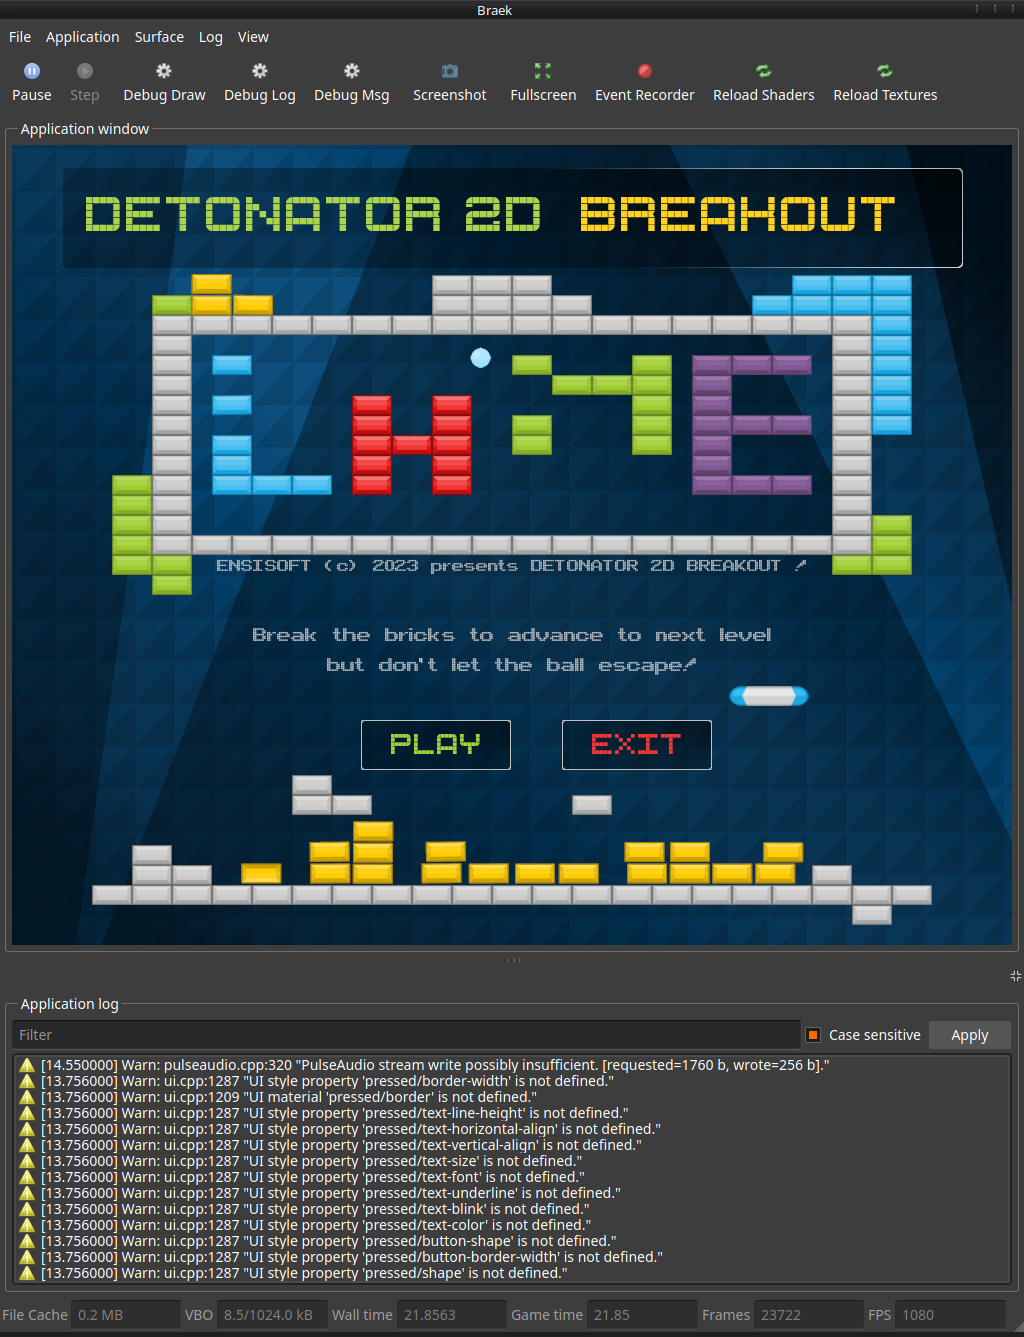 Braek
File Application Surface Log View
Pause Step Debug Draw Debug Log Debug Msg Screenshot Fullscreen Event Recorder Reload Shaders Reload Textures
Application window
DETONATOR 2D BREAKOUT
ENSISOFT (c) 2023 presents DETONATOR 2D BREAKOUT !
Break the bricks to advance to next level
but don't let the ball escape!
PLAY EXIT
Application log
Filter Case sensitive Apply
[14.550000] Warn: pulseaudio.cpp:320 "PulseAudio stream write possibly insufficient. [requested=1760 b, wrote=256 b]."
[13.756000] Warn: ui.cpp:1287 "UI style property 'pressed/border-width' is not defined."
[13.756000] Warn: ui.cpp:1209 "UI material 'pressed/border' is not defined."
[13.756000] Warn: ui.cpp:1287 "UI style property 'pressed/text-line-height' is not defined."
[13.756000] Warn: ui.cpp:1287 "UI style property 'pressed/text-horizontal-align' is not defined."
[13.756000] Warn: ui.cpp:1287 "UI style property 'pressed/text-vertical-align' is not defined."
[13.756000] Warn: ui.cpp:1287 "UI style property 'pressed/text-size' is not defined."
[13.756000] Warn: ui.cpp:1287 "UI style property 'pressed/text-font' is not defined."
[13.756000] Warn: ui.cpp:1287 "UI style property 'pressed/text-underline' is not defined."
[13.756000] Warn: ui.cpp:1287 "UI style property 'pressed/text-blink' is not defined."
[13.756000] Warn: ui.cpp:1287 "UI style property 'pressed/text-color' is not defined."
[13.756000] Warn: ui.cpp:1287 "UI style property 'pressed/button-shape' is not defined."
[13.756000] Warn: ui.cpp:1287 "UI style property 'pressed/button-border-width' is not defined."
[13.756000] Warn: ui.cpp:1287 "UI style property 'pressed/shape' is not defined."
File Cache 0.2 MB VBO 8.5/1024.0 kB Wall time 21.8563 Game time 21.85 Frames 23722 FPS 1080